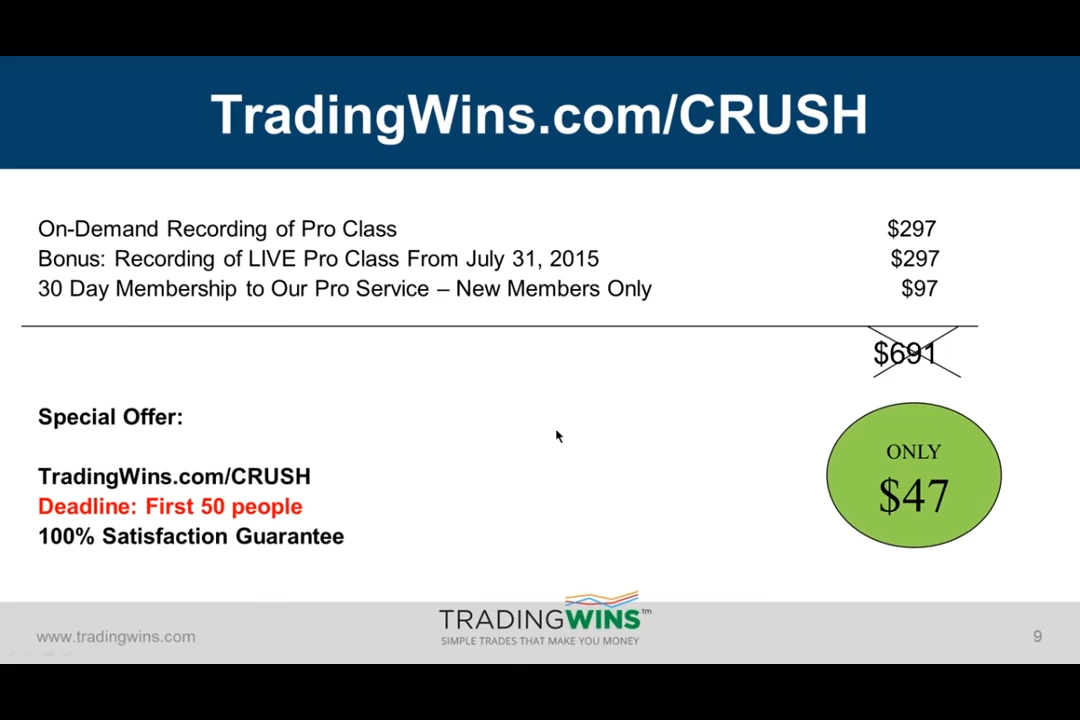 TradingWins.com/CRUSH
On-Demand Recording of Pro Class $297
Bonus: Recording of LIVE Pro Class From July 31, 2015 $297
30 Day Membership to Our Pro Service – New Members Only $97
$691
Special Offer:
ONLY
TradingWins.com/CRUSH
$47
Deadline: First 50 people
100% Satisfaction Guarantee
TRADINGWINS™
www.tradingwins.com
SIMPLE TRADES THAT MAKE YOU MONEY
9